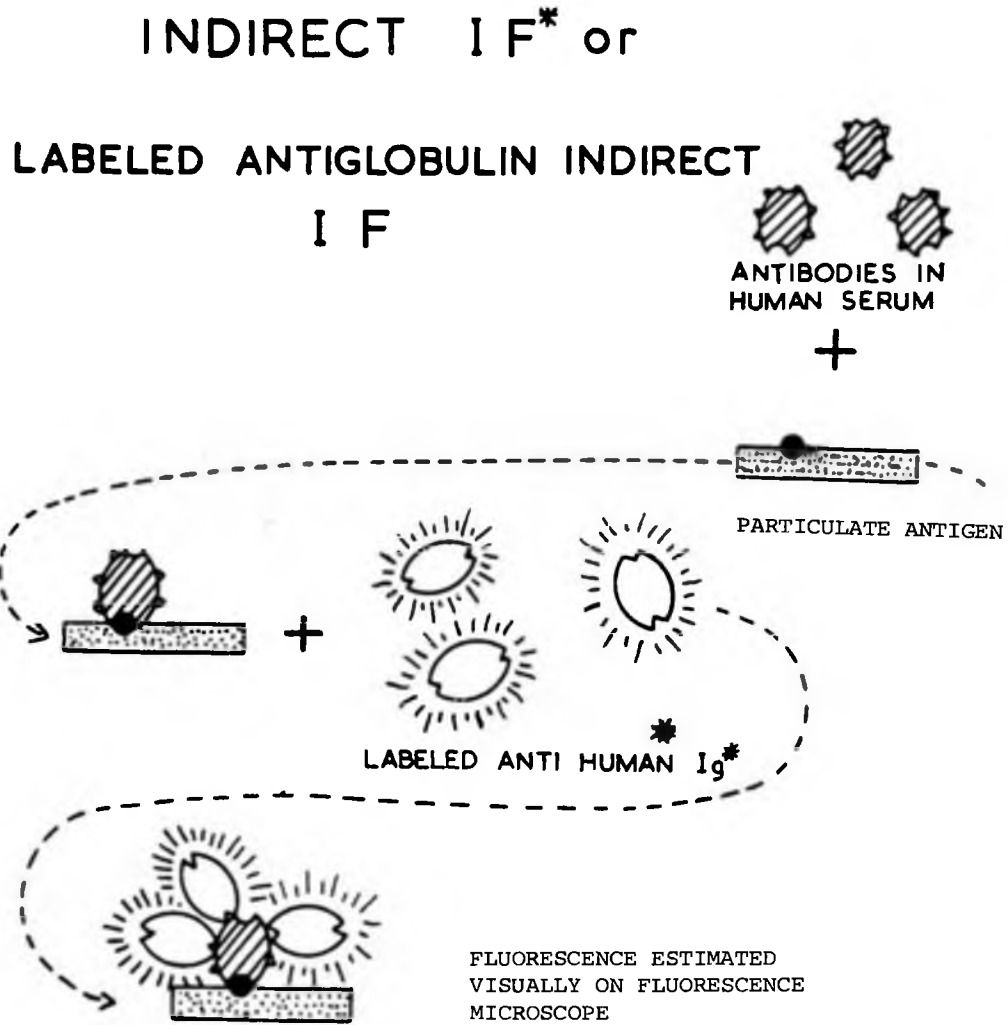 INDIRECT IF* or
LABELED ANTIGLOBULIN INDIRECT
IF
ANTIBODIES IN
HUMAN SERUM
+
PARTICULATE ANTIGEN
+
*
LABELED ANTI HUMAN Ig*
FLUORESCENCE ESTIMATED
VISUALLY ON FLUORESCENCE
MICROSCOPE